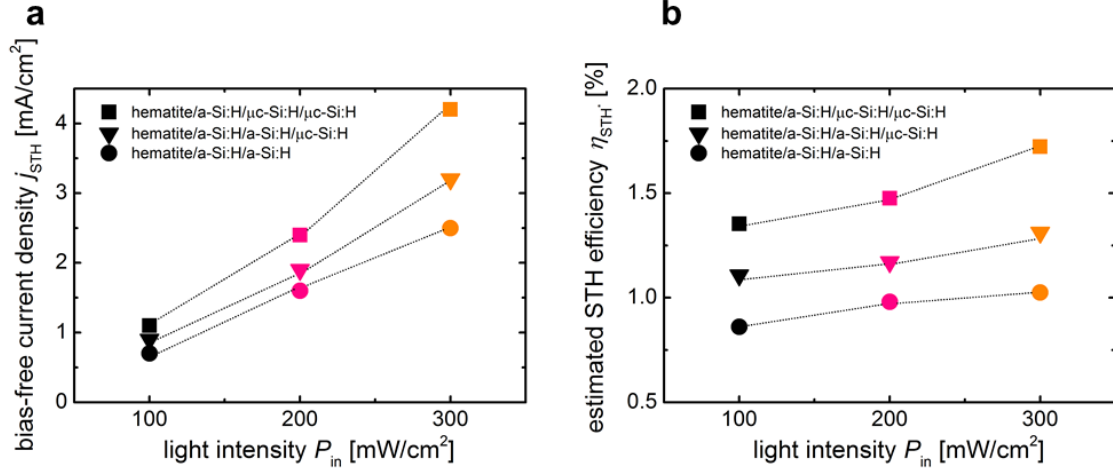 a
bias-free current density jSTH [mA/cm²]
4
3
2
1
0
hematite/a-Si:H/μc-Si:H/μc-Si:H
hematite/a-Si:H/a-Si:H/μc-Si:H
hematite/a-Si:H/a-Si:H
100 200 300
light intensity Pin [mW/cm²]
b
estimated STH efficiency ηSTH* [%]
2.0
1.5
1.0
0.5
hematite/a-Si:H/μc-Si:H/μc-Si:H
hematite/a-Si:H/a-Si:H/μc-Si:H
hematite/a-Si:H/a-Si:H
100 200 300
light intensity Pin [mW/cm²]